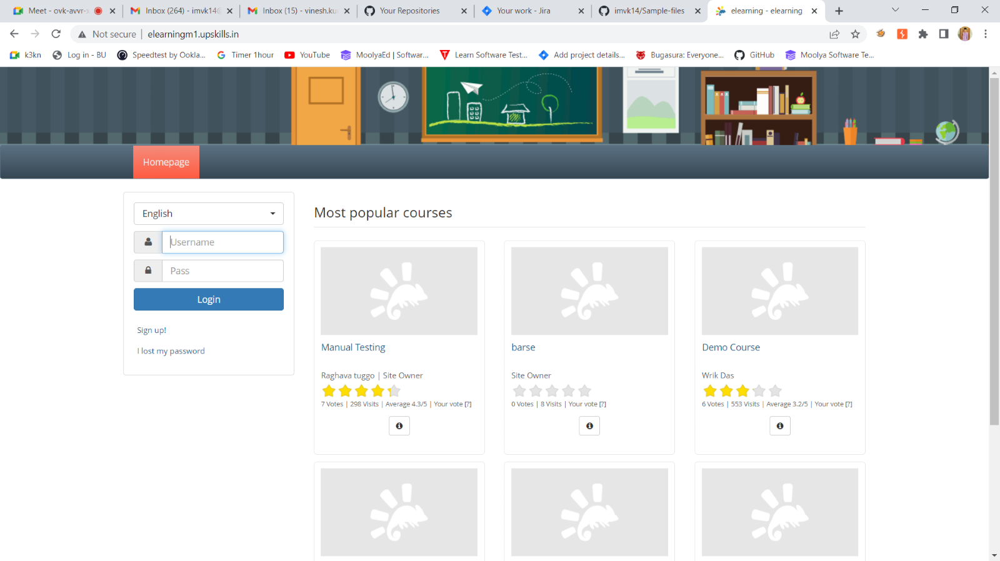 Meet - ovk-avvr-x
Inbox (264) - imvk14@
Inbox (15) - vinesh.ku
Your Repositories
Your work - Jira
imvk14/Sample-files
elearning - elearning
Not secure | elearningm1.upskills.in
k3kn
Log in - BU
Speedtest by Ookla...
Timer 1hour
YouTube
MoolyaEd | Softwar...
Learn Software Test...
Add project details...
Bugasura: Everyone...
GitHub
Moolya Software Te...
Homepage
English
Username
Pass
Login
Sign up!
I lost my password
Most popular courses
Manual Testing
Raghava tuggo | Site Owner
7 Votes | 298 Visits | Average 4.3/5 | Your vote [?]
barse
Site Owner
0 Votes | 8 Visits | Your vote [?]
Demo Course
Wrik Das
6 Votes | 553 Visits | Average 3.2/5 | Your vote [?]